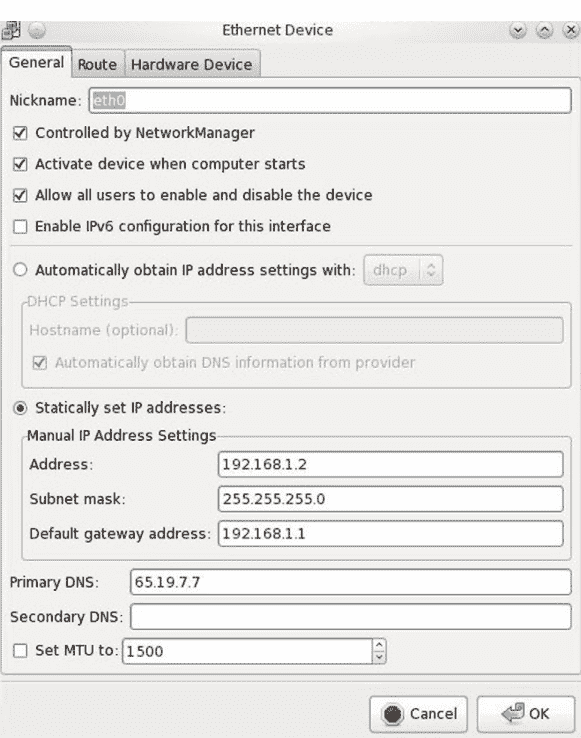 Ethernet Device
General Route Hardware Device
Nickname: eth0
Controlled by NetworkManager
Activate device when computer starts
Allow all users to enable and disable the device
Enable IPv6 configuration for this interface
Automatically obtain IP address settings with: dhcp
DHCP Settings
Hostname (optional):
Automatically obtain DNS information from provider
Statically set IP addresses:
Manual IP Address Settings
Address: 192.168.1.2
Subnet mask: 255.255.255.0
Default gateway address: 192.168.1.1
Primary DNS: 65.19.7.7
Secondary DNS:
Set MTU to: 1500
Cancel OK